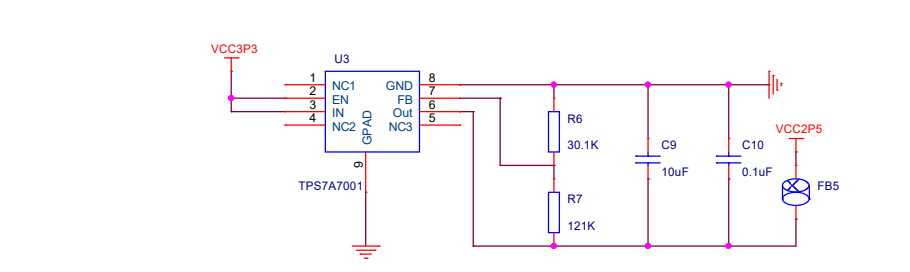 VCC3P3
U3
1 NC1 GND 8
2 EN FB 7
3 IN Out 6
4 NC2 NC3 5
GPAD
9
TPS7A7001
R6
30.1K
R7
121K
C9
10uF
C10
0.1uF
VCC2P5
FB5